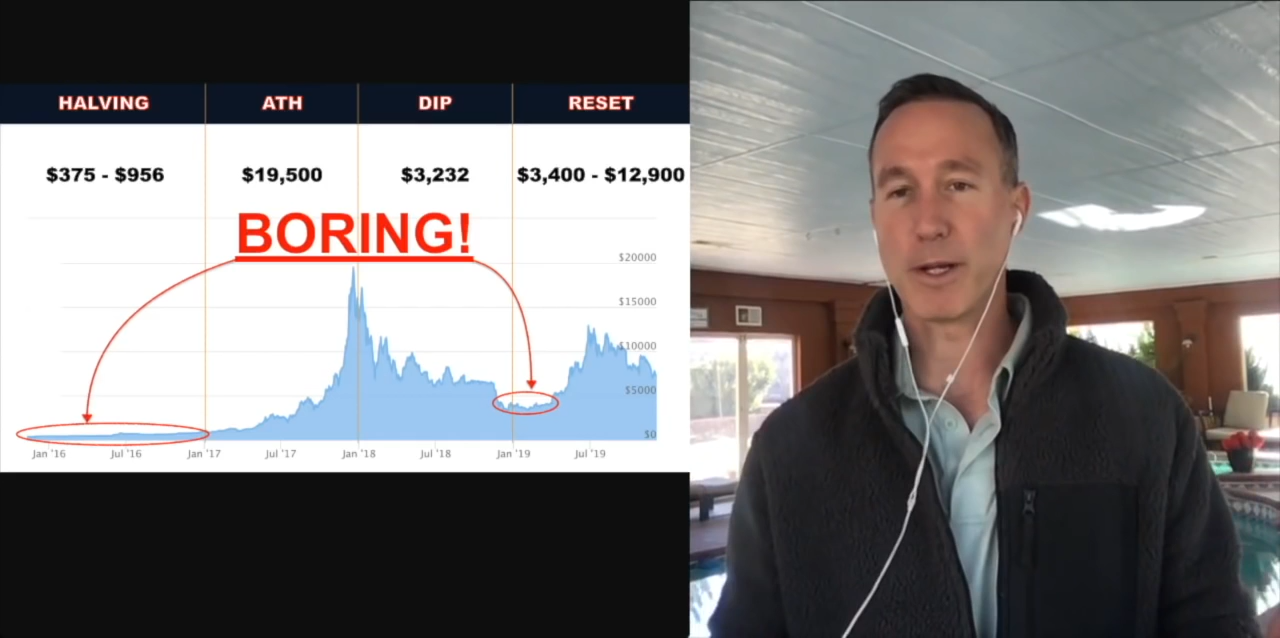 HALVING ATH DIP RESET
$375 - $956 $19,500 $3,232 $3,400 - $12,900
BORING!
$20000
$15000
$10000
$5000
$0
Jan '16 Jul '16 Jan '17 Jul '17 Jan '18 Jul '18 Jan '19 Jul '19